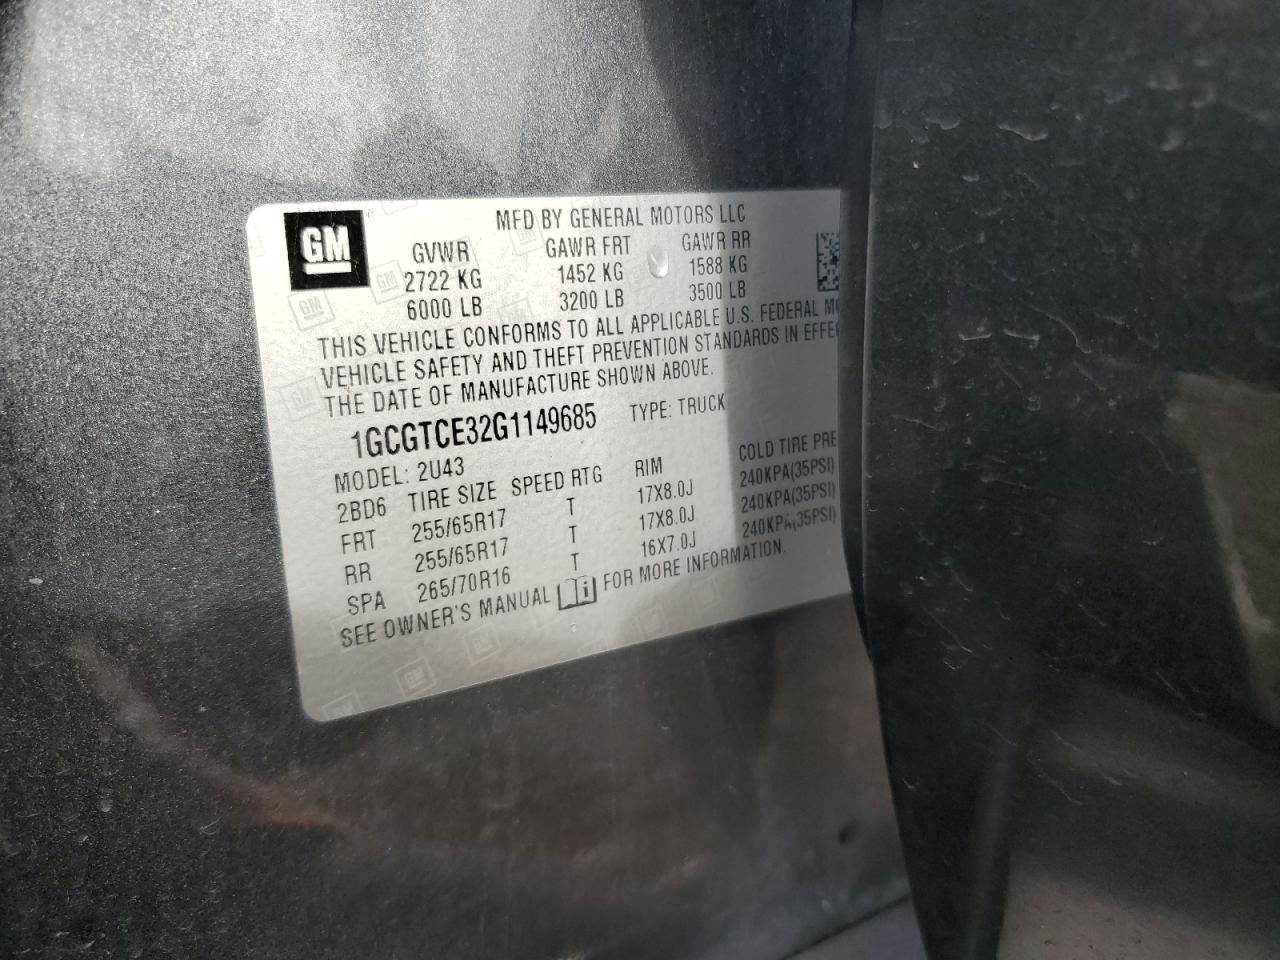 GM
MFD BY GENERAL MOTORS LLC
GVWR GAWR FRT GAWR RR
2722 KG 1452 KG 1588 KG
6000 LB 3200 LB 3500 LB
THIS VEHICLE CONFORMS TO ALL APPLICABLE U.S. FEDERAL
VEHICLE SAFETY AND THEFT PREVENTION STANDARDS IN
THE DATE OF MANUFACTURE SHOWN ABOVE.
1GCGTCE32G1149685 TYPE: TRUCK
MODEL: 2U43
2BD6 TIRE SIZE SPEED RTG RIM COLD TIRE PRE
FRT 255/65R17 T 17X8.0J 240KPA(35PSI)
RR 255/65R17 T 17X8.0J 240KPA(35PSI)
SPA 265/70R16 T 16X7.0J 240KPA(35PSI)
SEE OWNER'S MANUAL FOR MORE INFORMATION.